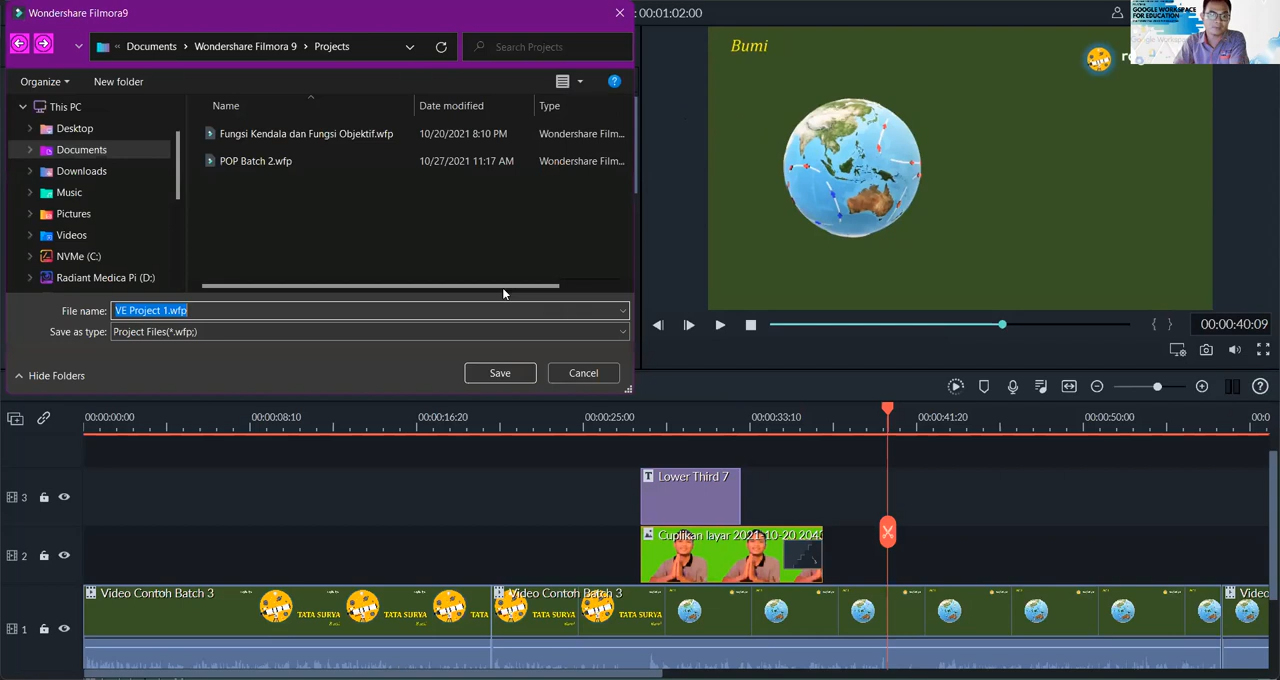 Wondershare Filmora9
00:01:02:00
GOOGLE WORKSPACE
FOR EDUCATION
« Documents > Wondershare Filmora 9 > Projects
Search Projects
Organize
New folder
This PC
Desktop
Documents
Downloads
Music
Pictures
Videos
NVMe (C:)
Radiant Medica Pi (D:)
Name
Date modified
Type
Fungsi Kendala dan Fungsi Objektif.wfp
10/20/2021 8:10 PM
Wondershare Film...
POP Batch 2.wfp
10/27/2021 11:17 AM
Wondershare Film...
File name:
VE Project 1.wfp
Save as type:
Project Files(*.wfp;)
Hide Folders
Save
Cancel
Bumi
00:00:40:09
00:00:00:00
00:00:08:10
00:00:16:20
00:00:25:00
00:00:33:10
00:00:41:20
00:00:50:00
00:0
3
T Lower Third 7
2
Cuplikan layar 2021-10-20 2043
1
Video Contoh Batch 3
TATA SURYA
TATA SURYA
TATA
Video Contoh Batch 3
TATA SURYA
Video